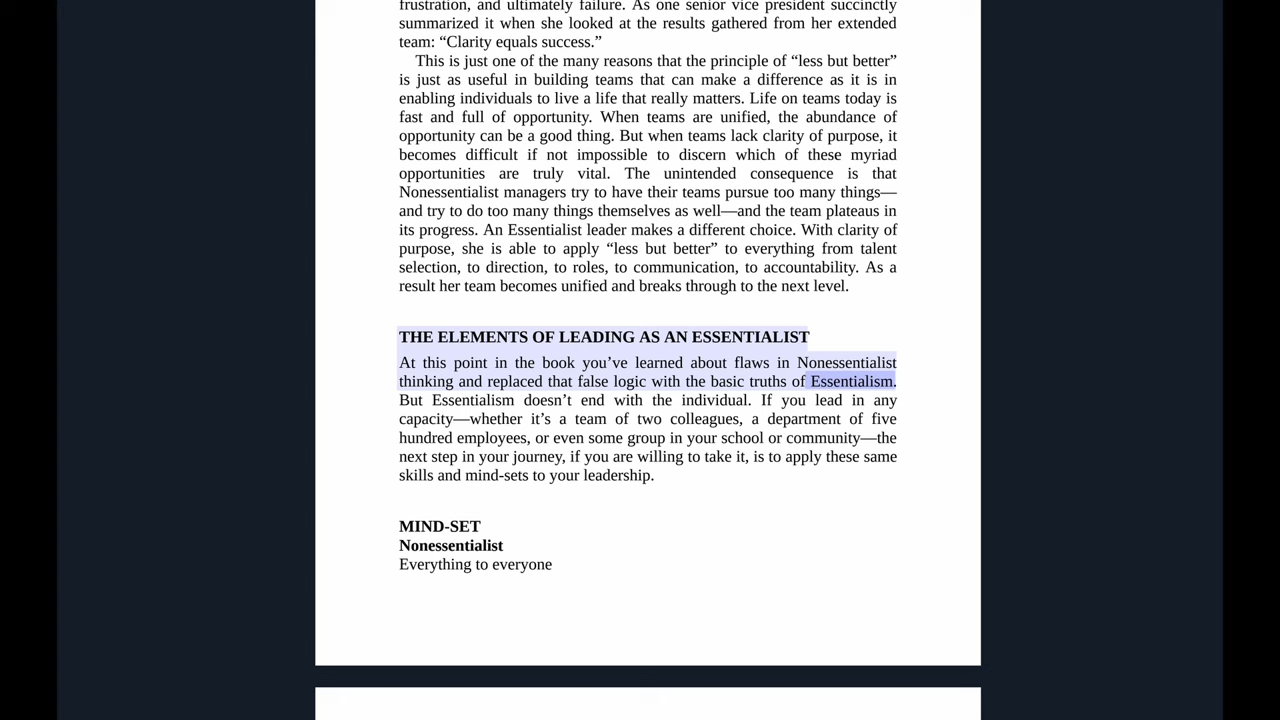 frustration, and ultimately failure. As one senior vice president succinctly
summarized it when she looked at the results gathered from her extended
team: “Clarity equals success.”
This is just one of the many reasons that the principle of “less but better”
is just as useful in building teams that can make a difference as it is in
enabling individuals to live a life that really matters. Life on teams today is
fast and full of opportunity. When teams are unified, the abundance of
opportunity can be a good thing. But when teams lack clarity of purpose, it
becomes difficult if not impossible to discern which of these myriad
opportunities are truly vital. The unintended consequence is that
Nonessentialist managers try to have their teams pursue too many things—
and try to do too many things themselves as well—and the team plateaus in
its progress. An Essentialist leader makes a different choice. With clarity of
purpose, she is able to apply “less but better” to everything from talent
selection, to direction, to roles, to communication, to accountability. As a
result her team becomes unified and breaks through to the next level.
THE ELEMENTS OF LEADING AS AN ESSENTIALIST
At this point in the book you’ve learned about flaws in Nonessentialist
thinking and replaced that false logic with the basic truths of Essentialism.
But Essentialism doesn’t end with the individual. If you lead in any
capacity—whether it’s a team of two colleagues, a department of five
hundred employees, or even some group in your school or community—the
next step in your journey, if you are willing to take it, is to apply these same
skills and mind-sets to your leadership.
MIND-SET
Nonessentialist
Everything to everyone